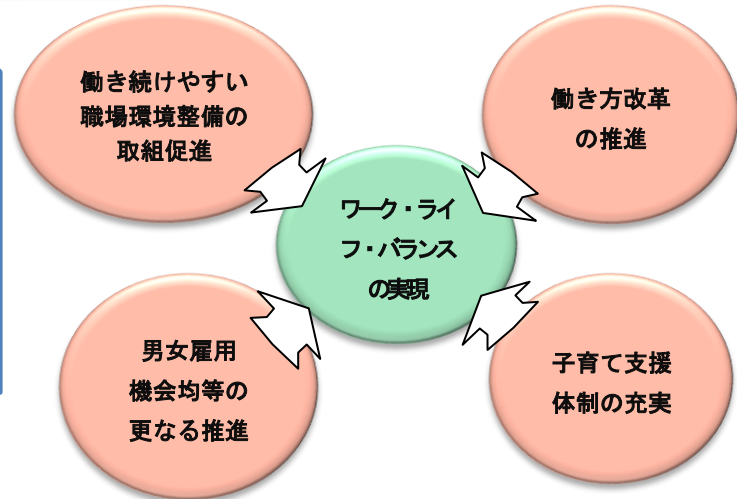 働き続けやすい
職場環境整備の
取組促進
働き方改革
の推進
ワーク・ライ
フ・バランス
の実現
男女雇用
機会均等の
更なる推進
子育て支援
体制の充実